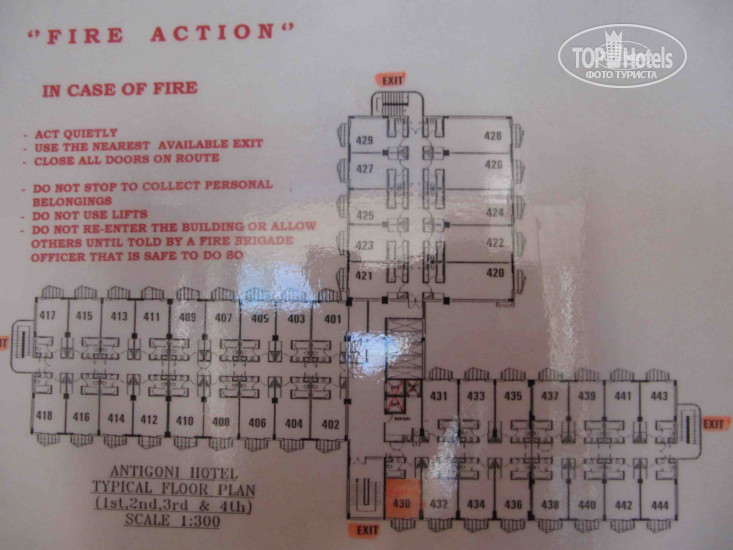 "FIRE ACTION"
IN CASE OF FIRE
- ACT QUIETLY
- USE THE NEAREST AVAILABLE EXIT
- CLOSE ALL DOORS ON ROUTE
- DO NOT STOP TO COLLECT PERSONAL
BELONGINGS
- DO NOT USE LIFTS
- DO NOT RE-ENTER THE BUILDING OR ALLOW
OTHERS UNTIL TOLD BY A FIRE BRIGADE
OFFICER THAT IS SAFE TO DO SO
TOP Hotels
ФОТО ТУРИСТА
EXIT
429 428
427 426
425 424
423 422
421 420
417 415 413 411 409 407 405 403 401
418 416 414 412 410 408 406 404 402
431 433 435 437 439 441 443
430 432 434 436 438 440 442 444
EXIT
EXIT
ANTIGONI HOTEL
TYPICAL FLOOR PLAN
(1st,2nd,3rd & 4th)
SCALE 1:300